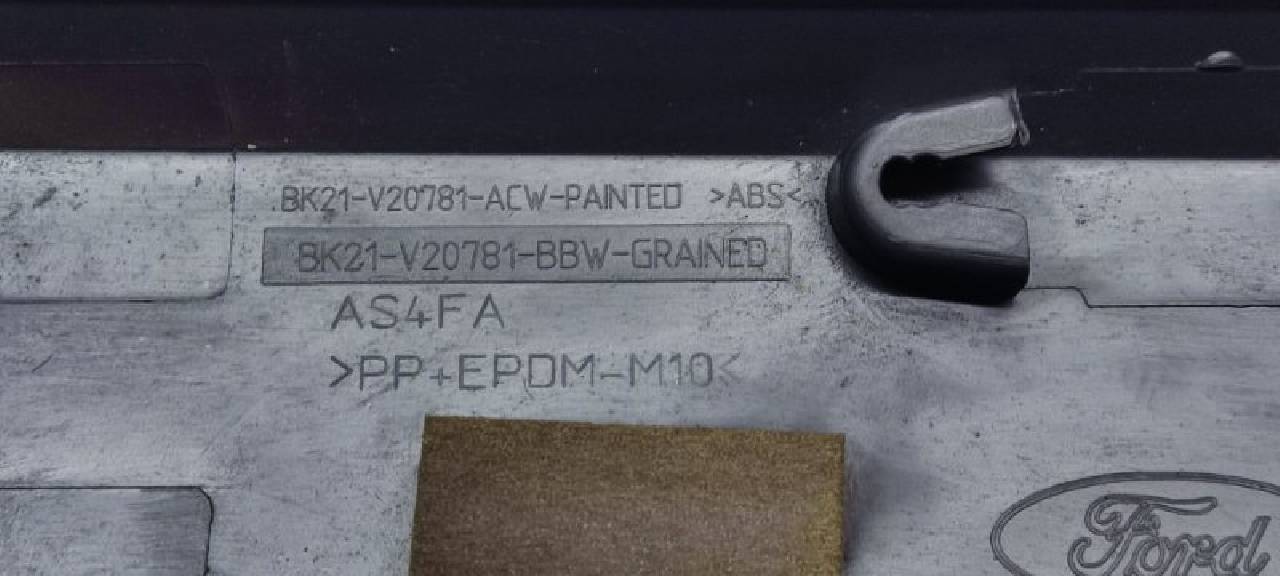 BK21-V20781-ACW-PAINTED >ABS<
BK21-V20781-BBW-GRAINED
AS4FA
>PP+EPDM-M10<
Ford